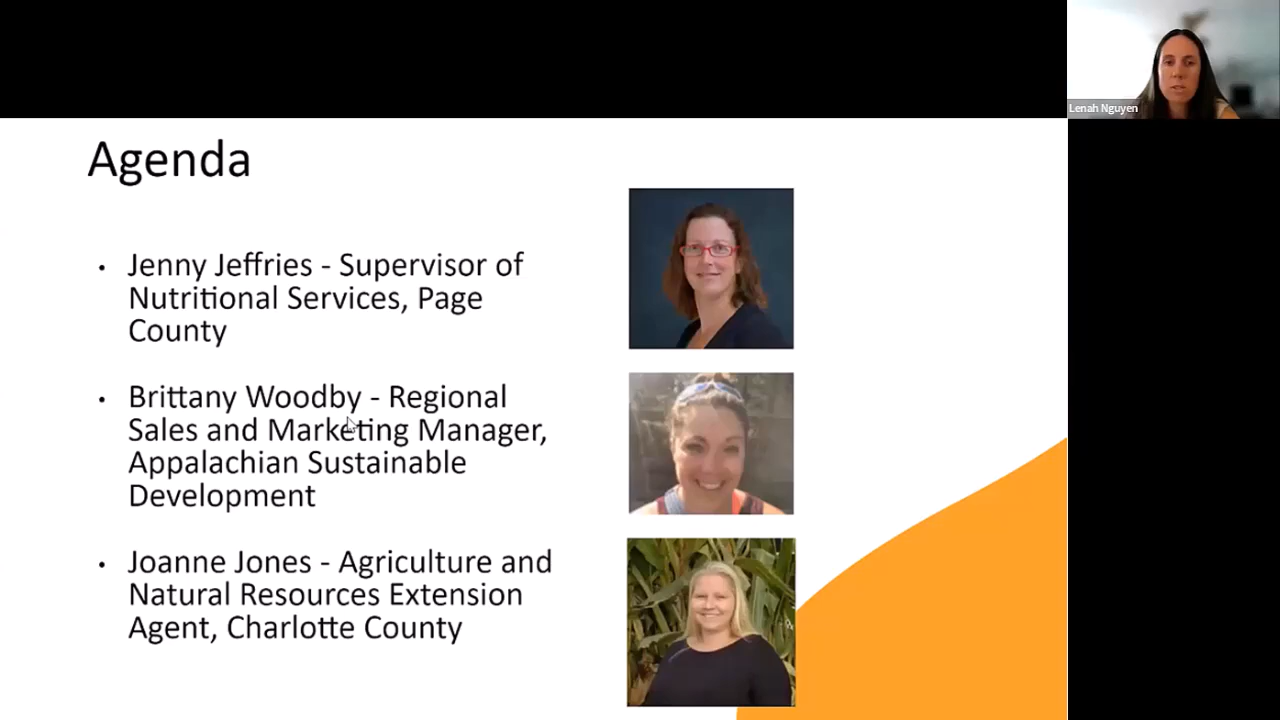 Lenah Nguyen
Agenda
• Jenny Jeffries - Supervisor of
Nutritional Services, Page
County
• Brittany Woodby - Regional
Sales and Marketing Manager,
Appalachian Sustainable
Development
• Joanne Jones - Agriculture and
Natural Resources Extension
Agent, Charlotte County